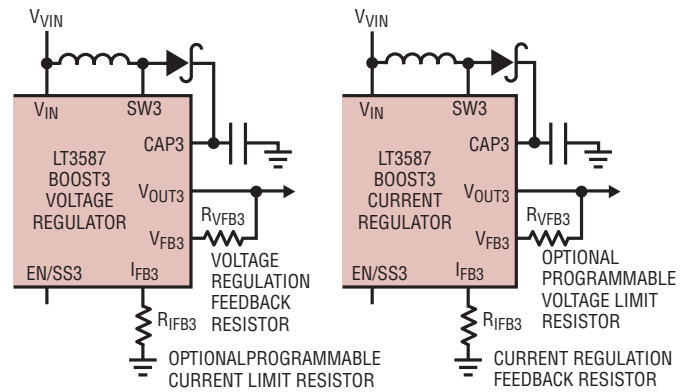 VVIN
VIN
SW3
CAP3
LT3587
BOOST3
VOLTAGE
REGULATOR
VOUT3
RVFB3
VFB3
EN/SS3
IFB3
VOLTAGE
REGULATION
FEEDBACK
RESISTOR
RIFB3
OPTIONALPROGRAMMABLE
CURRENT LIMIT RESISTOR
VVIN
VIN
SW3
CAP3
LT3587
BOOST3
CURRENT
REGULATOR
VOUT3
RVFB3
VFB3
EN/SS3
IFB3
OPTIONAL
PROGRAMMABLE
VOLTAGE LIMIT
RESISTOR
RIFB3
CURRENT REGULATION
FEEDBACK RESISTOR